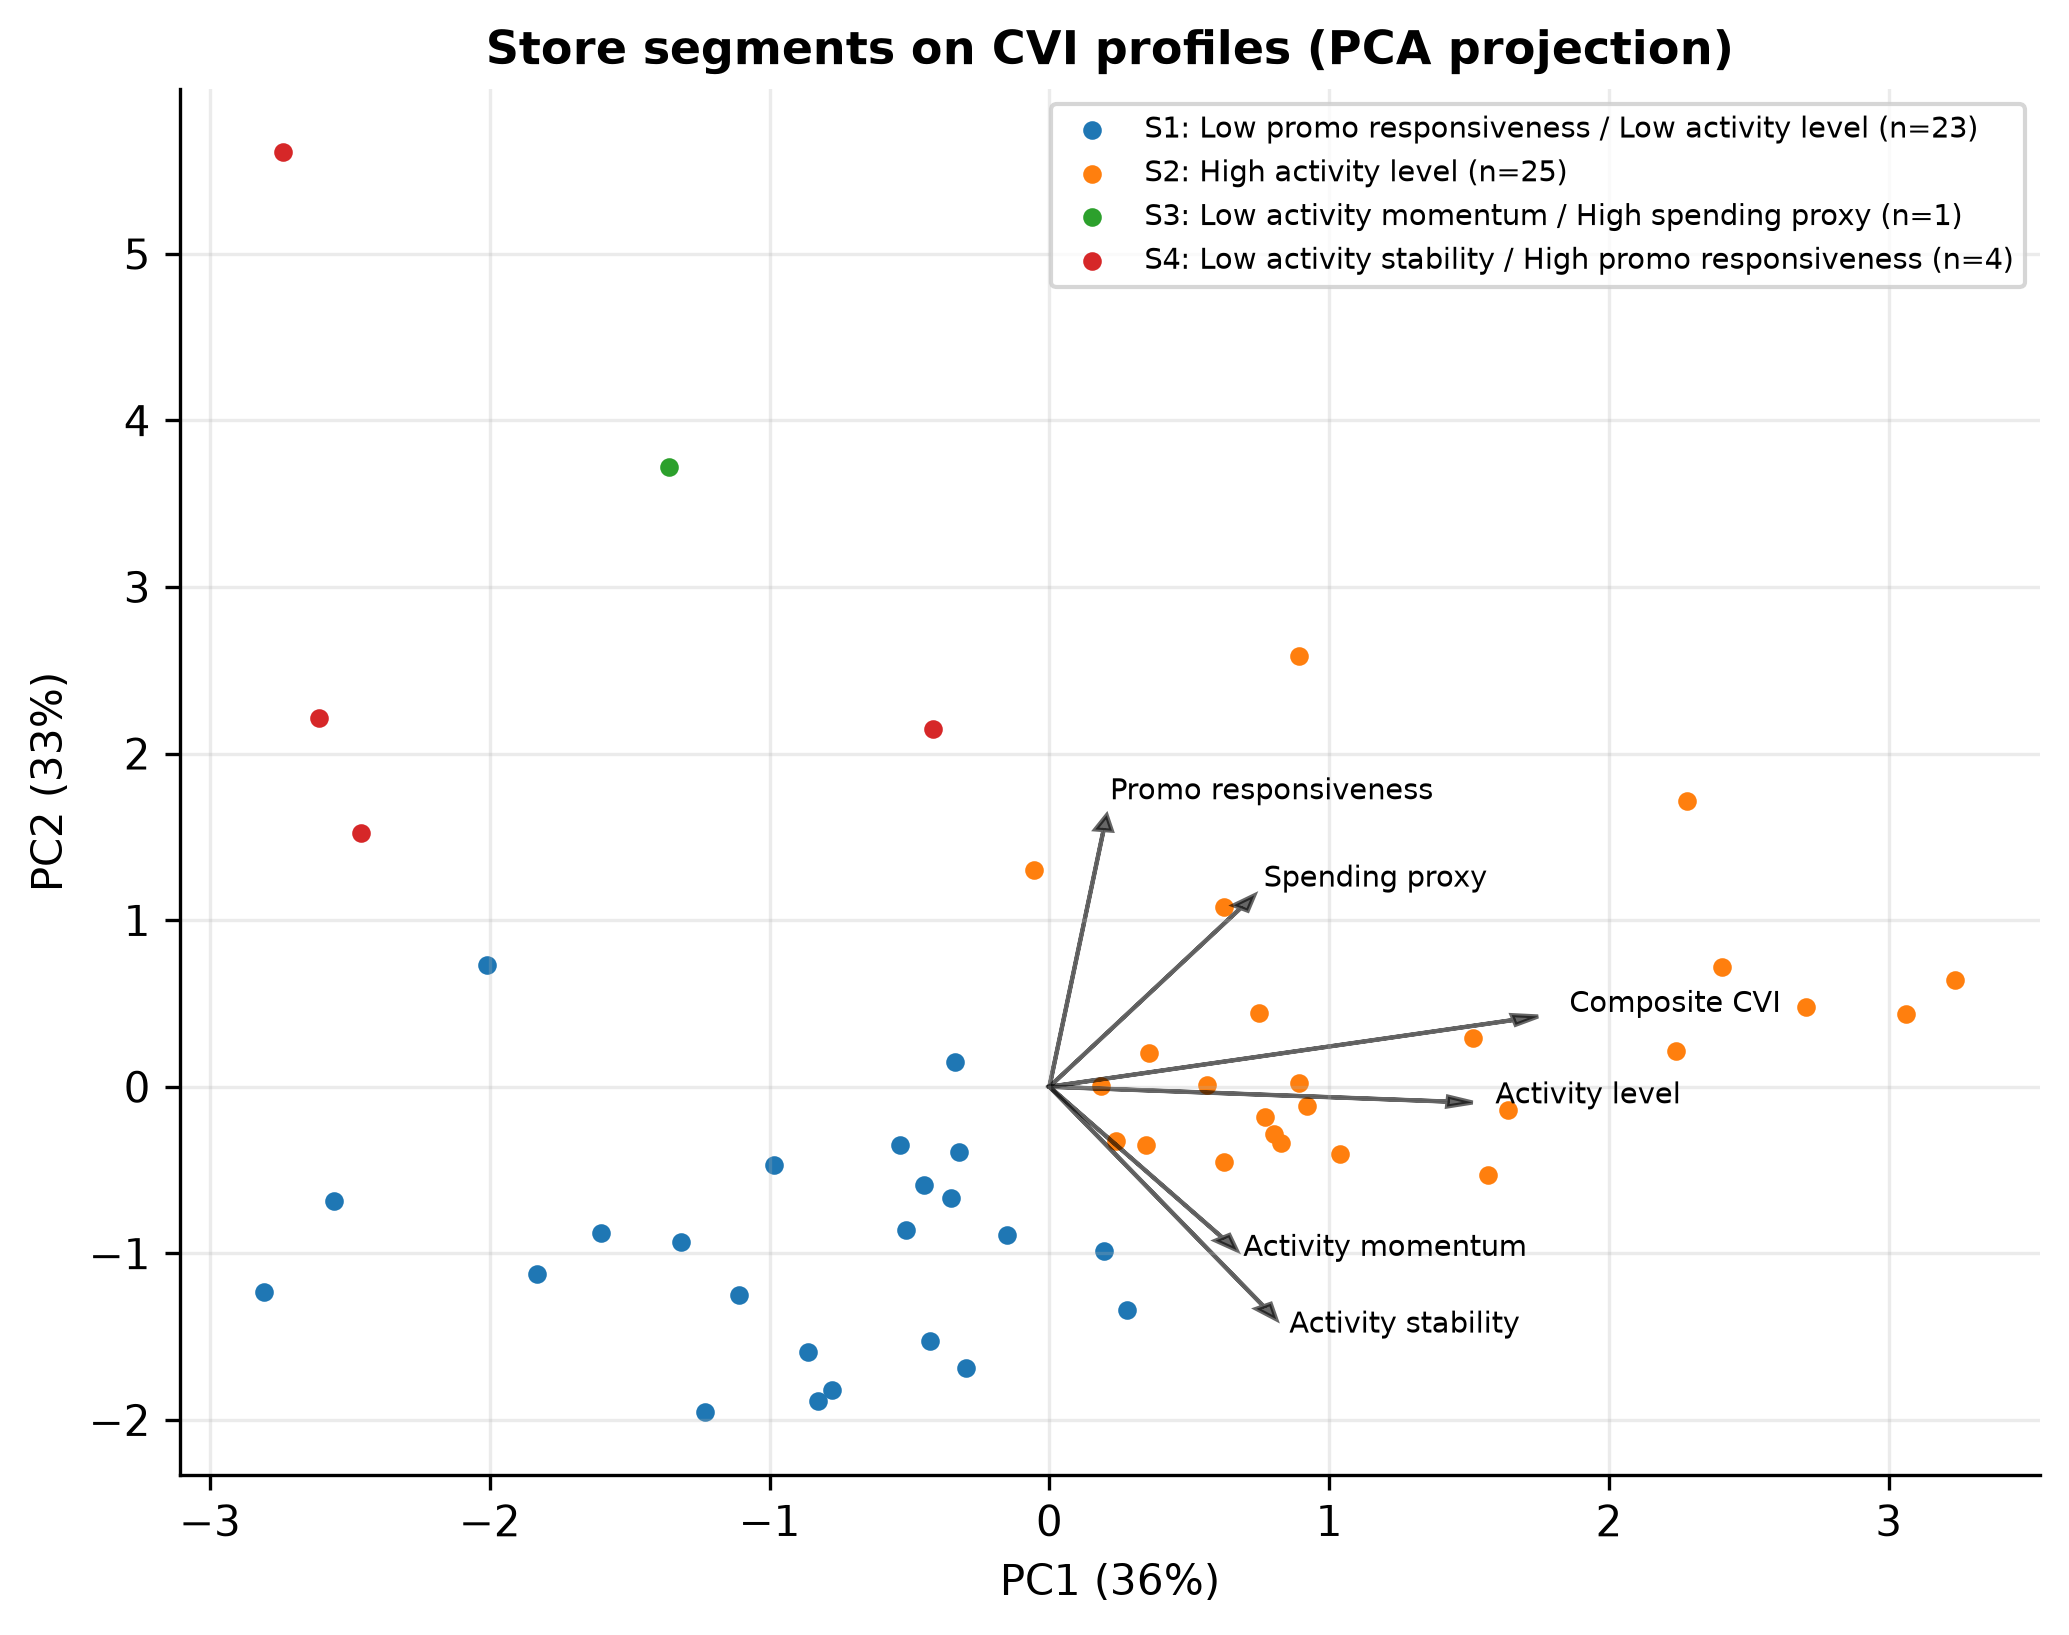 Store segments on CVI profiles (PCA projection)
S1: Low promo responsiveness / Low activity level (n=23)
S2: High activity level (n=25)
S3: Low activity momentum / High spending proxy (n=1)
S4: Low activity stability / High promo responsiveness (n=4)
5
4
3
2
1
0
−1
−2
PC2 (33%)
Promo responsiveness
Spending proxy
Composite CVI
Activity level
Activity momentum
Activity stability
−3
−2
−1
0
1
2
3
PC1 (36%)